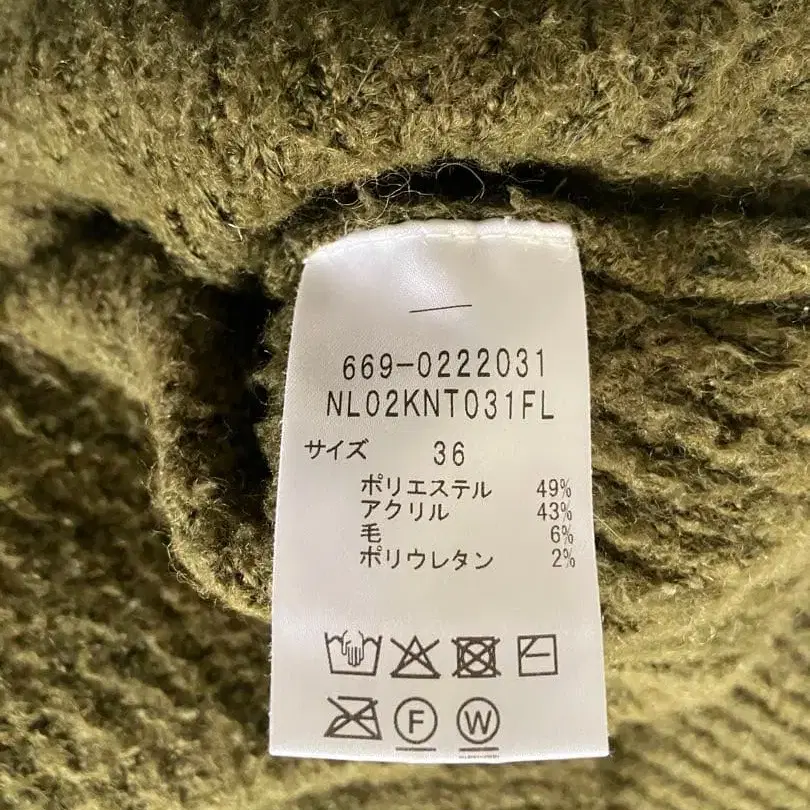 669-0222031
NL02KNT031FL
サイズ 36
ポリエステル 49%
アクリル 43%
毛 6%
ポリウレタン 2%
F W